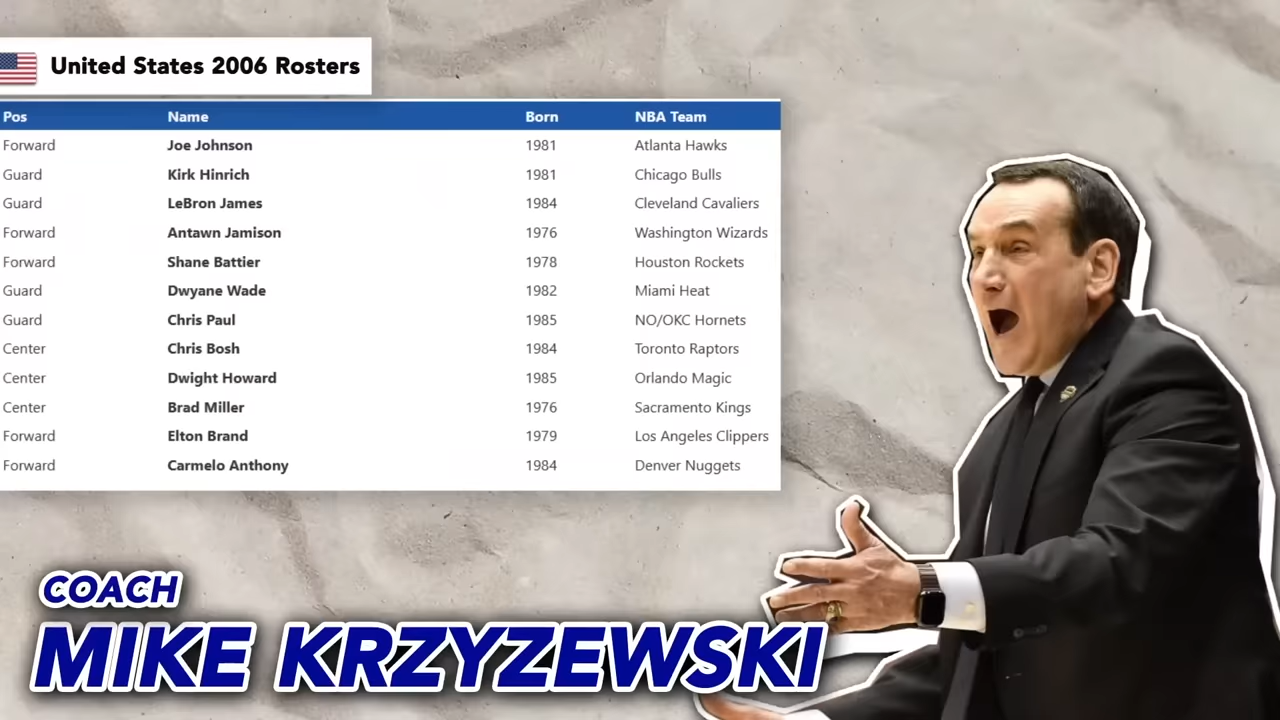 United States 2006 Rosters
Pos Name Born NBA Team
Forward Joe Johnson 1981 Atlanta Hawks
Guard Kirk Hinrich 1981 Chicago Bulls
Guard LeBron James 1984 Cleveland Cavaliers
Forward Antawn Jamison 1976 Washington Wizards
Forward Shane Battier 1978 Houston Rockets
Guard Dwyane Wade 1982 Miami Heat
Guard Chris Paul 1985 NO/OKC Hornets
Center Chris Bosh 1984 Toronto Raptors
Center Dwight Howard 1985 Orlando Magic
Center Brad Miller 1976 Sacramento Kings
Forward Elton Brand 1979 Los Angeles Clippers
Forward Carmelo Anthony 1984 Denver Nuggets
COACH
MIKE KRZYZEWSKI